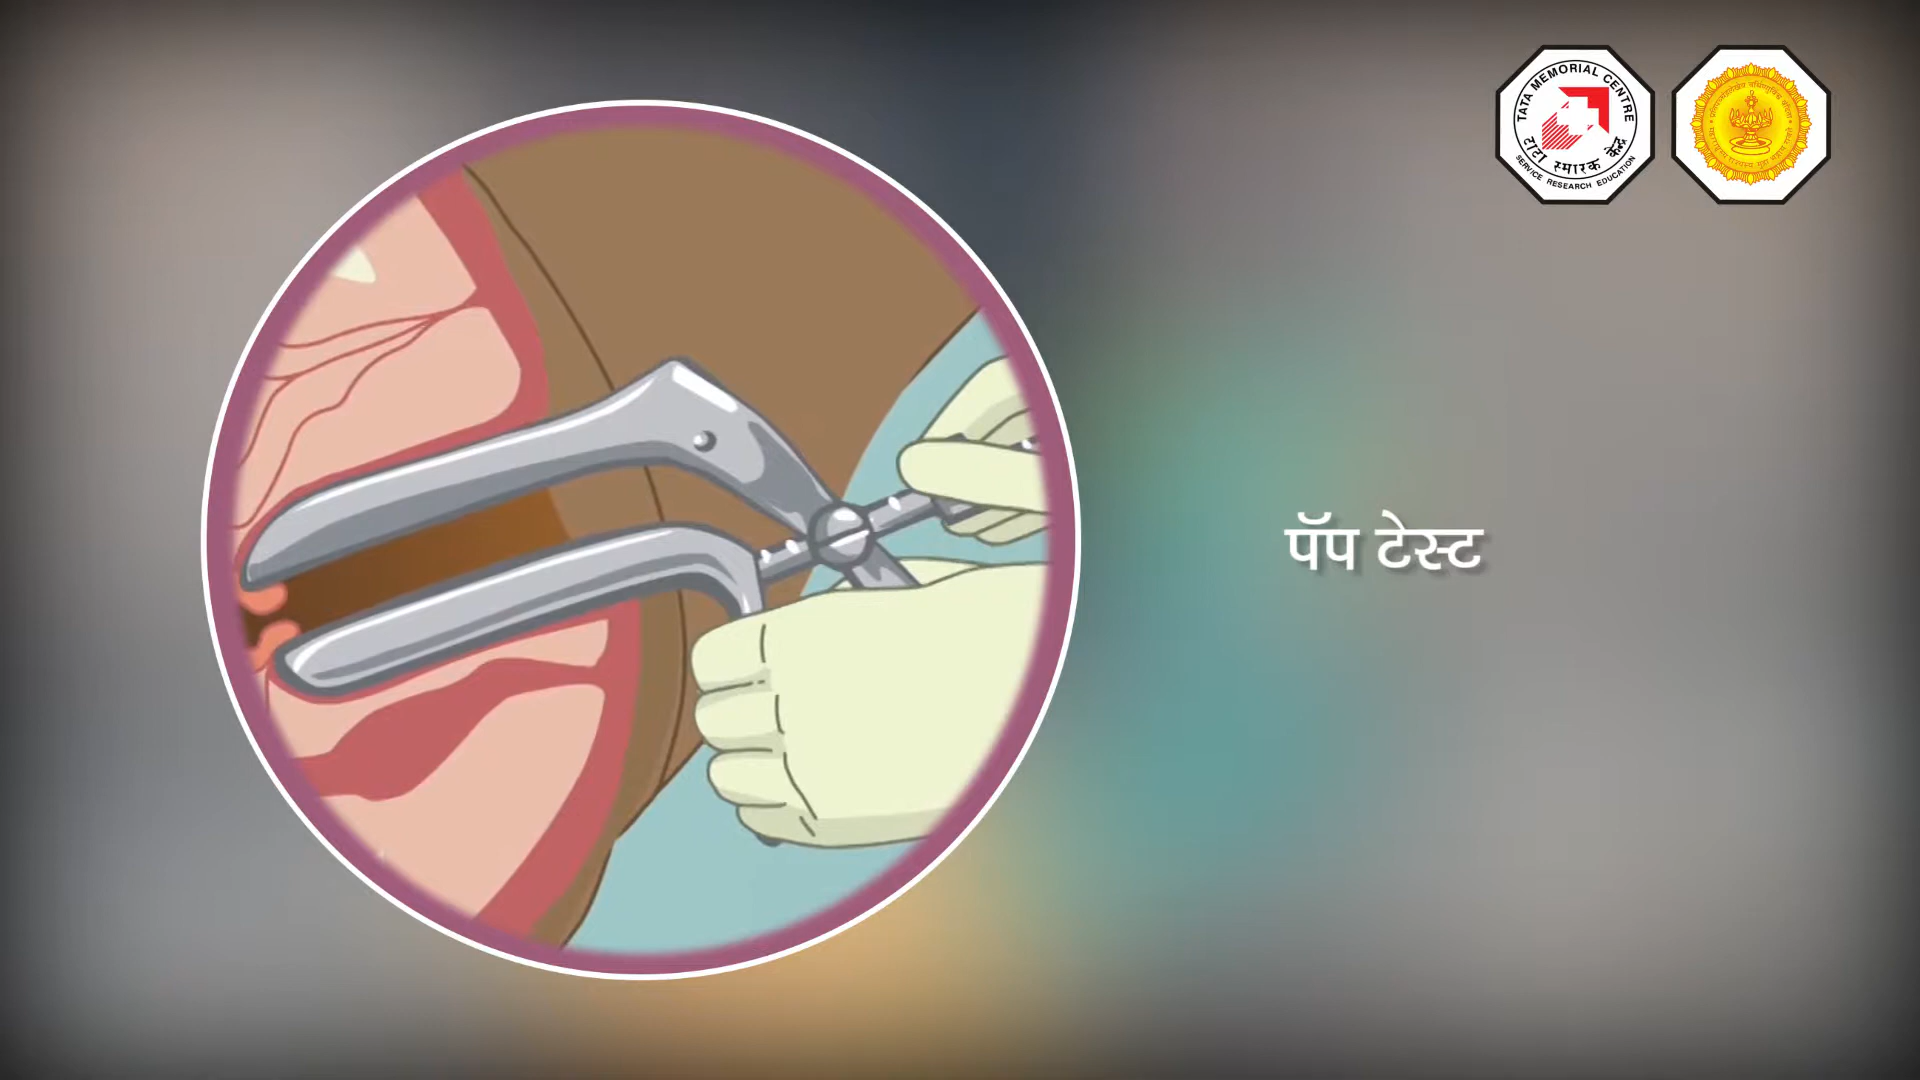 TATA MEMORIAL CENTRE
टाटा स्मारक केंद्र
SERVICE RESEARCH EDUCATION
पॅप टेस्ट